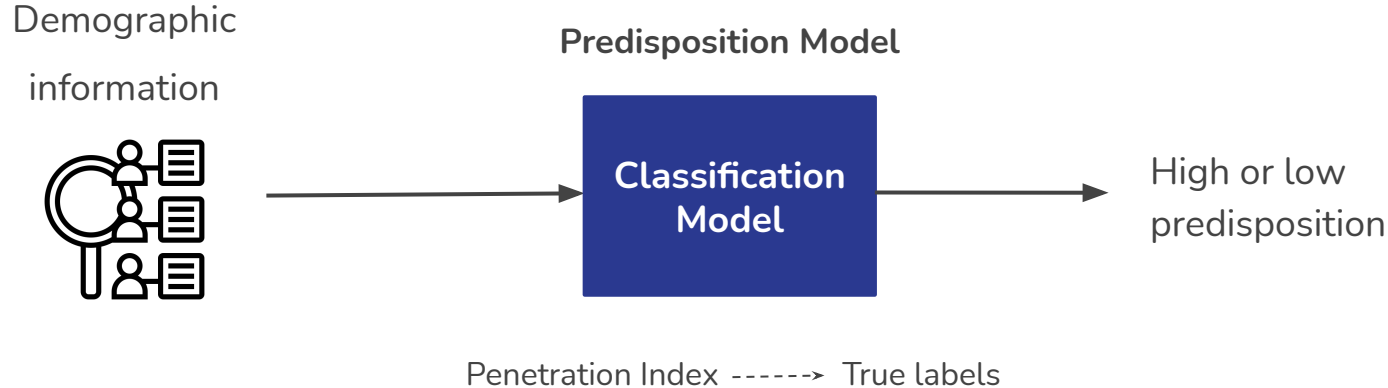 Demographic
information
Predisposition Model
Classification
Model
High or low
predisposition
Penetration Index True labels